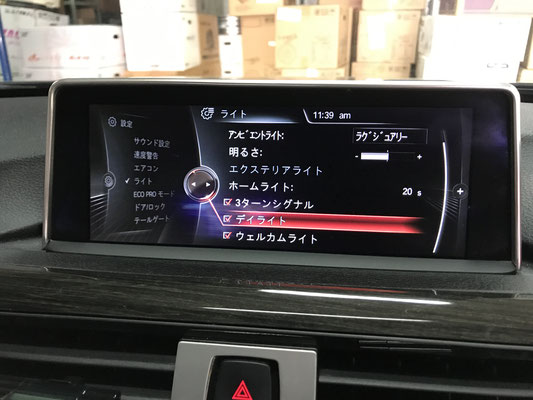 ライト 11:39 am
設定
サウンド設定
速度警告
エアコン
✓ ライト
ECO PROモード
ドアロック
テールゲート
アンビエントライト: ラグジュアリー
明るさ: - +
エクステリアライト
ホームライト: 20 s
3ターンシグナル
デイライト
ウェルカムライト
+